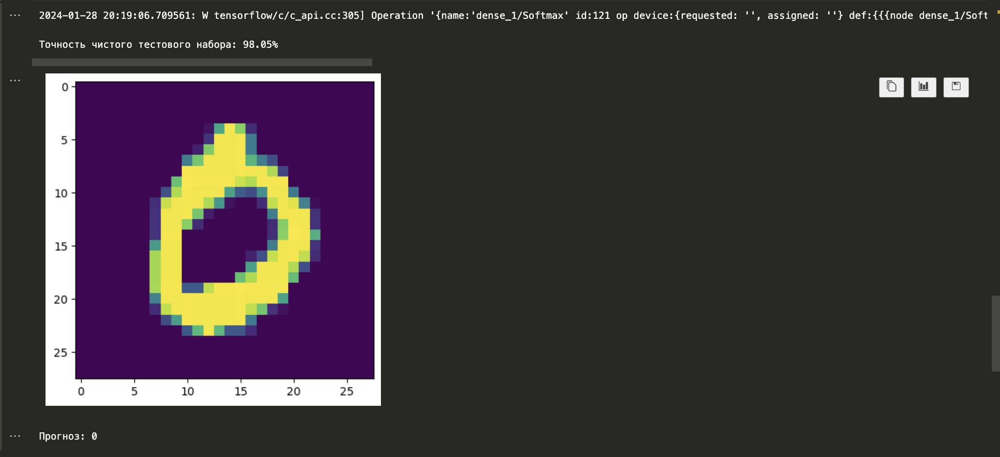 2024-01-28 20:19:06.709561: W tensorflow/c/c_api.cc:305] Operation '{name:'dense_1/Softmax' id:121 op device:{requested: '', assigned: ''} def:{{{node dense_1/Soft
Точность чистого тестового набора: 98.05%
0
5
10
15
20
25
0 5 10 15 20 25
Прогноз: 0